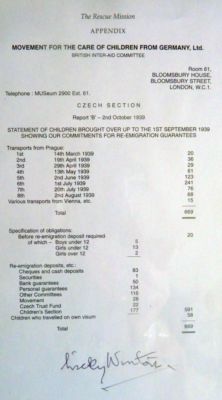 The Rescue Mission
APPENDIX
MOVEMENT FOR THE CARE OF CHILDREN FROM GERMANY, Ltd.
BRITISH INTER-AID COMMITTEE
Room 61,
BLOOMSBURY HOUSE,
BLOOMSBURY STREET,
LONDON, W.C.1.
Telephone : MUSeum 2900 Ext. 61.
CZECH SECTION
Report 'B' – 2nd October 1939
STATEMENT OF CHILDREN BROUGHT OVER UP TO THE 1ST SEPTEMBER 1939
SHOWING OUR COMMITMENTS FOR RE-EMIGRATION GUARANTEES
Transports from Prague:
1st 14th March 1939 20
2nd 19th April 1939 36
3rd 29th April 1939 29
4th 13th May 1939 61
5th 2nd June 1939 123
6th 1st July 1939 241
7th 20th July 1939 76
8th 2nd August 1939 68
Various transports from Vienna, etc. 15
Total 669
Specification of obligations:
Before re-emigration deposit required 20
of which – Boys under 12 5
Girls under 12 13
Girls over 12 2
Re-emigration deposits, etc.:
Cheques and cash deposits 83
Securities 1
Bank guarantees 50
Personal guarantees 134
Other Committees 110
Movement 28
Czech Trust Fund 22
Children's Section 177 591
Children who travelled on own visum 58
Total 669
Nicky Winton